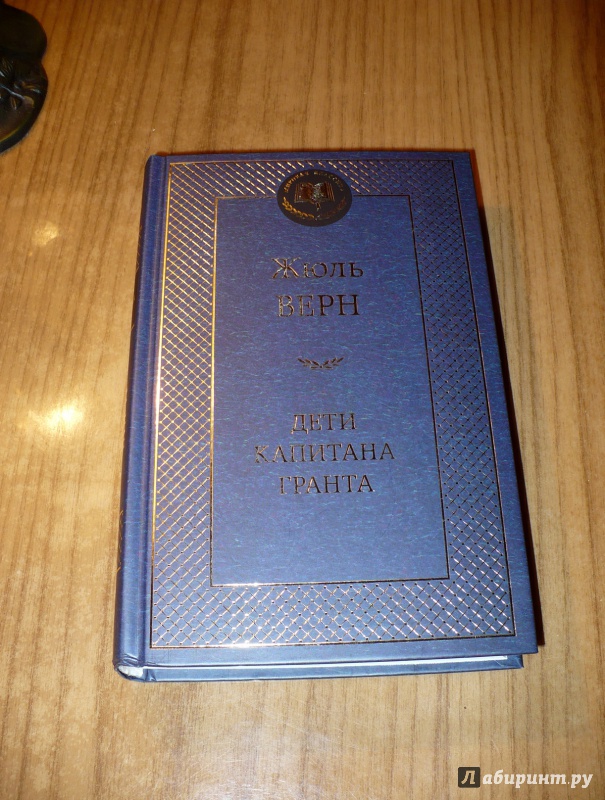 Жюль
ВЕРН
ДЕТИ
КАПИТАНА
ГРАНТА
Лабиринт.ру